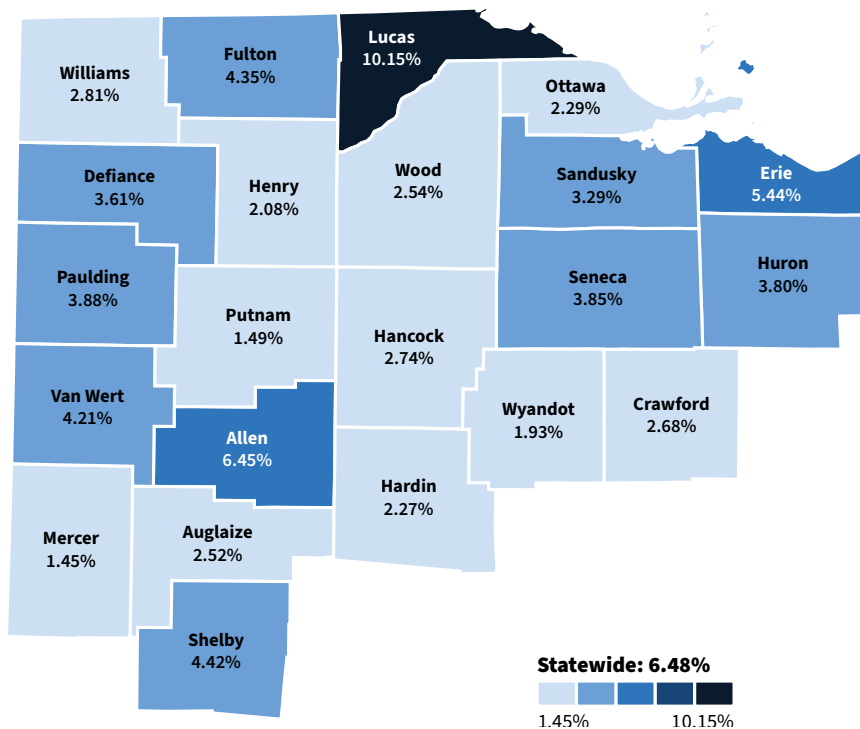 Lucas
10.15%
Fulton
4.35%
Williams
2.81%
Ottawa
2.29%
Defiance
3.61%
Henry
2.08%
Wood
2.54%
Sandusky
3.29%
Erie
5.44%
Paulding
3.88%
Putnam
1.49%
Hancock
2.74%
Seneca
3.85%
Huron
3.80%
Van Wert
4.21%
Allen
6.45%
Wyandot
1.93%
Crawford
2.68%
Hardin
2.27%
Mercer
1.45%
Auglaize
2.52%
Shelby
4.42%
Statewide: 6.48%
1.45% 10.15%